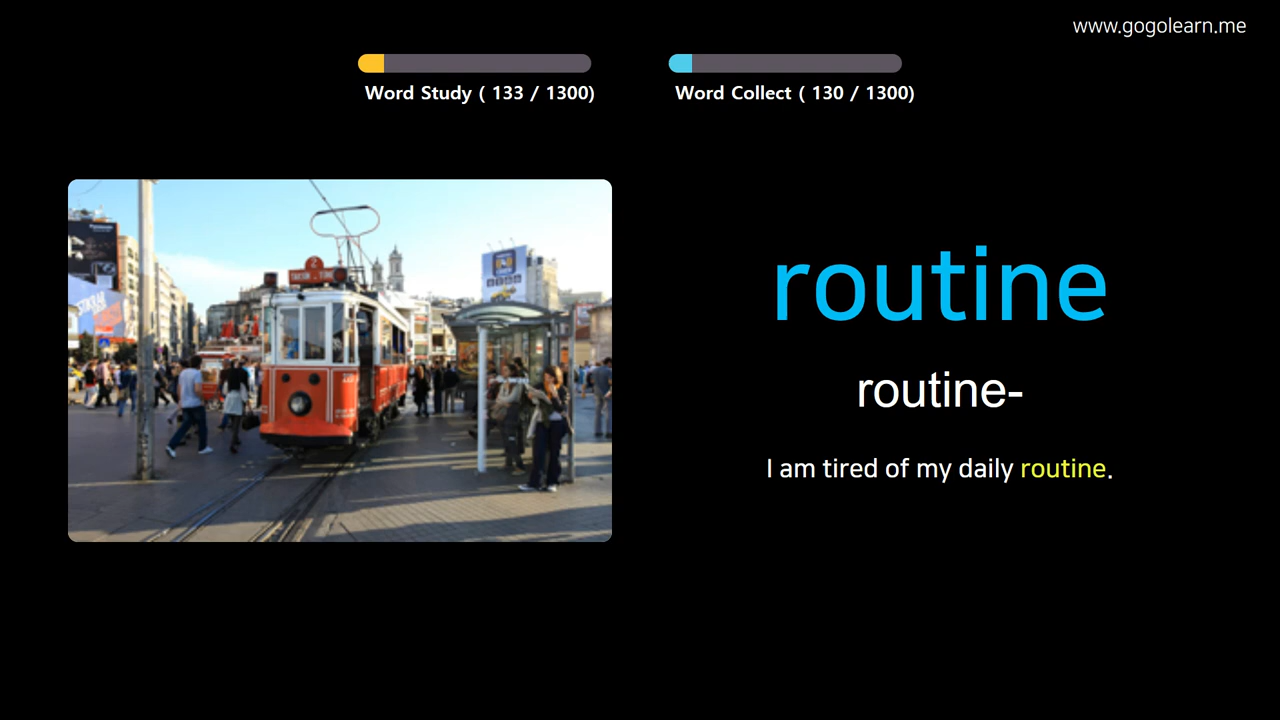 www.gogolearn.me
Word Study ( 133 / 1300)
Word Collect ( 130 / 1300)
2
routine
routine-
I am tired of my daily routine.